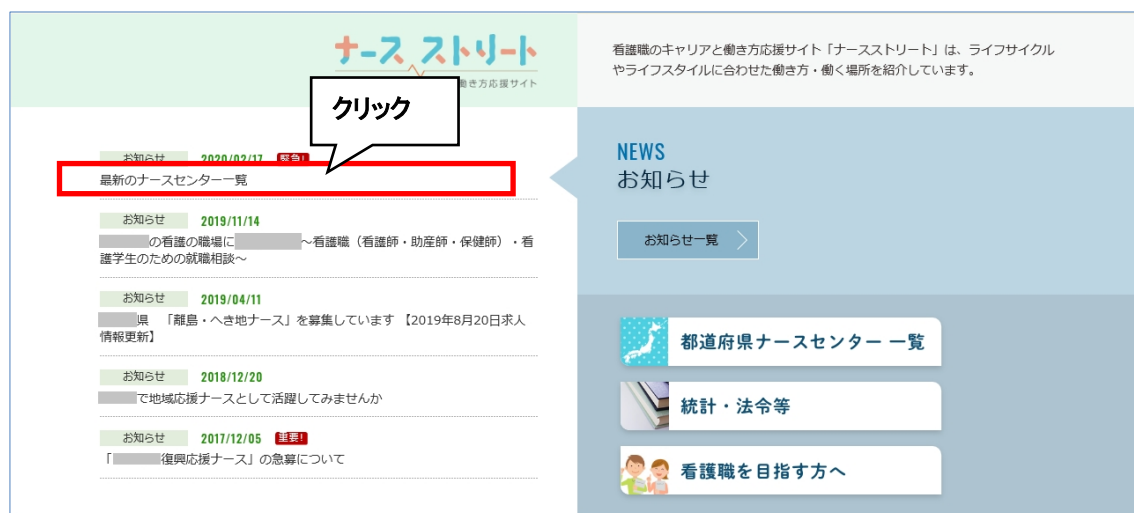 ナースストリート
働き方応援サイト
看護職のキャリアと働き方応援サイト「ナースストリート」は、ライフサイクル
やライフスタイルに合わせた働き方・働く場所を紹介しています。
クリック
お知らせ 2020/02/17 緊急!
最新のナースセンター一覧
お知らせ 2019/11/14
の看護の職場に ～看護職（看護師・助産師・保健師）・看
護学生のための就職相談～
お知らせ 2019/04/11
県 「離島・へき地ナース」を募集しています 【2019年8月20日求人
情報更新】
お知らせ 2018/12/20
で地域応援ナースとして活躍してみませんか
お知らせ 2017/12/05 重要!
「 復興応援ナース」の急募について
NEWS
お知らせ
お知らせ一覧
都道府県ナースセンター 一覧
統計・法令等
看護職を目指す方へ